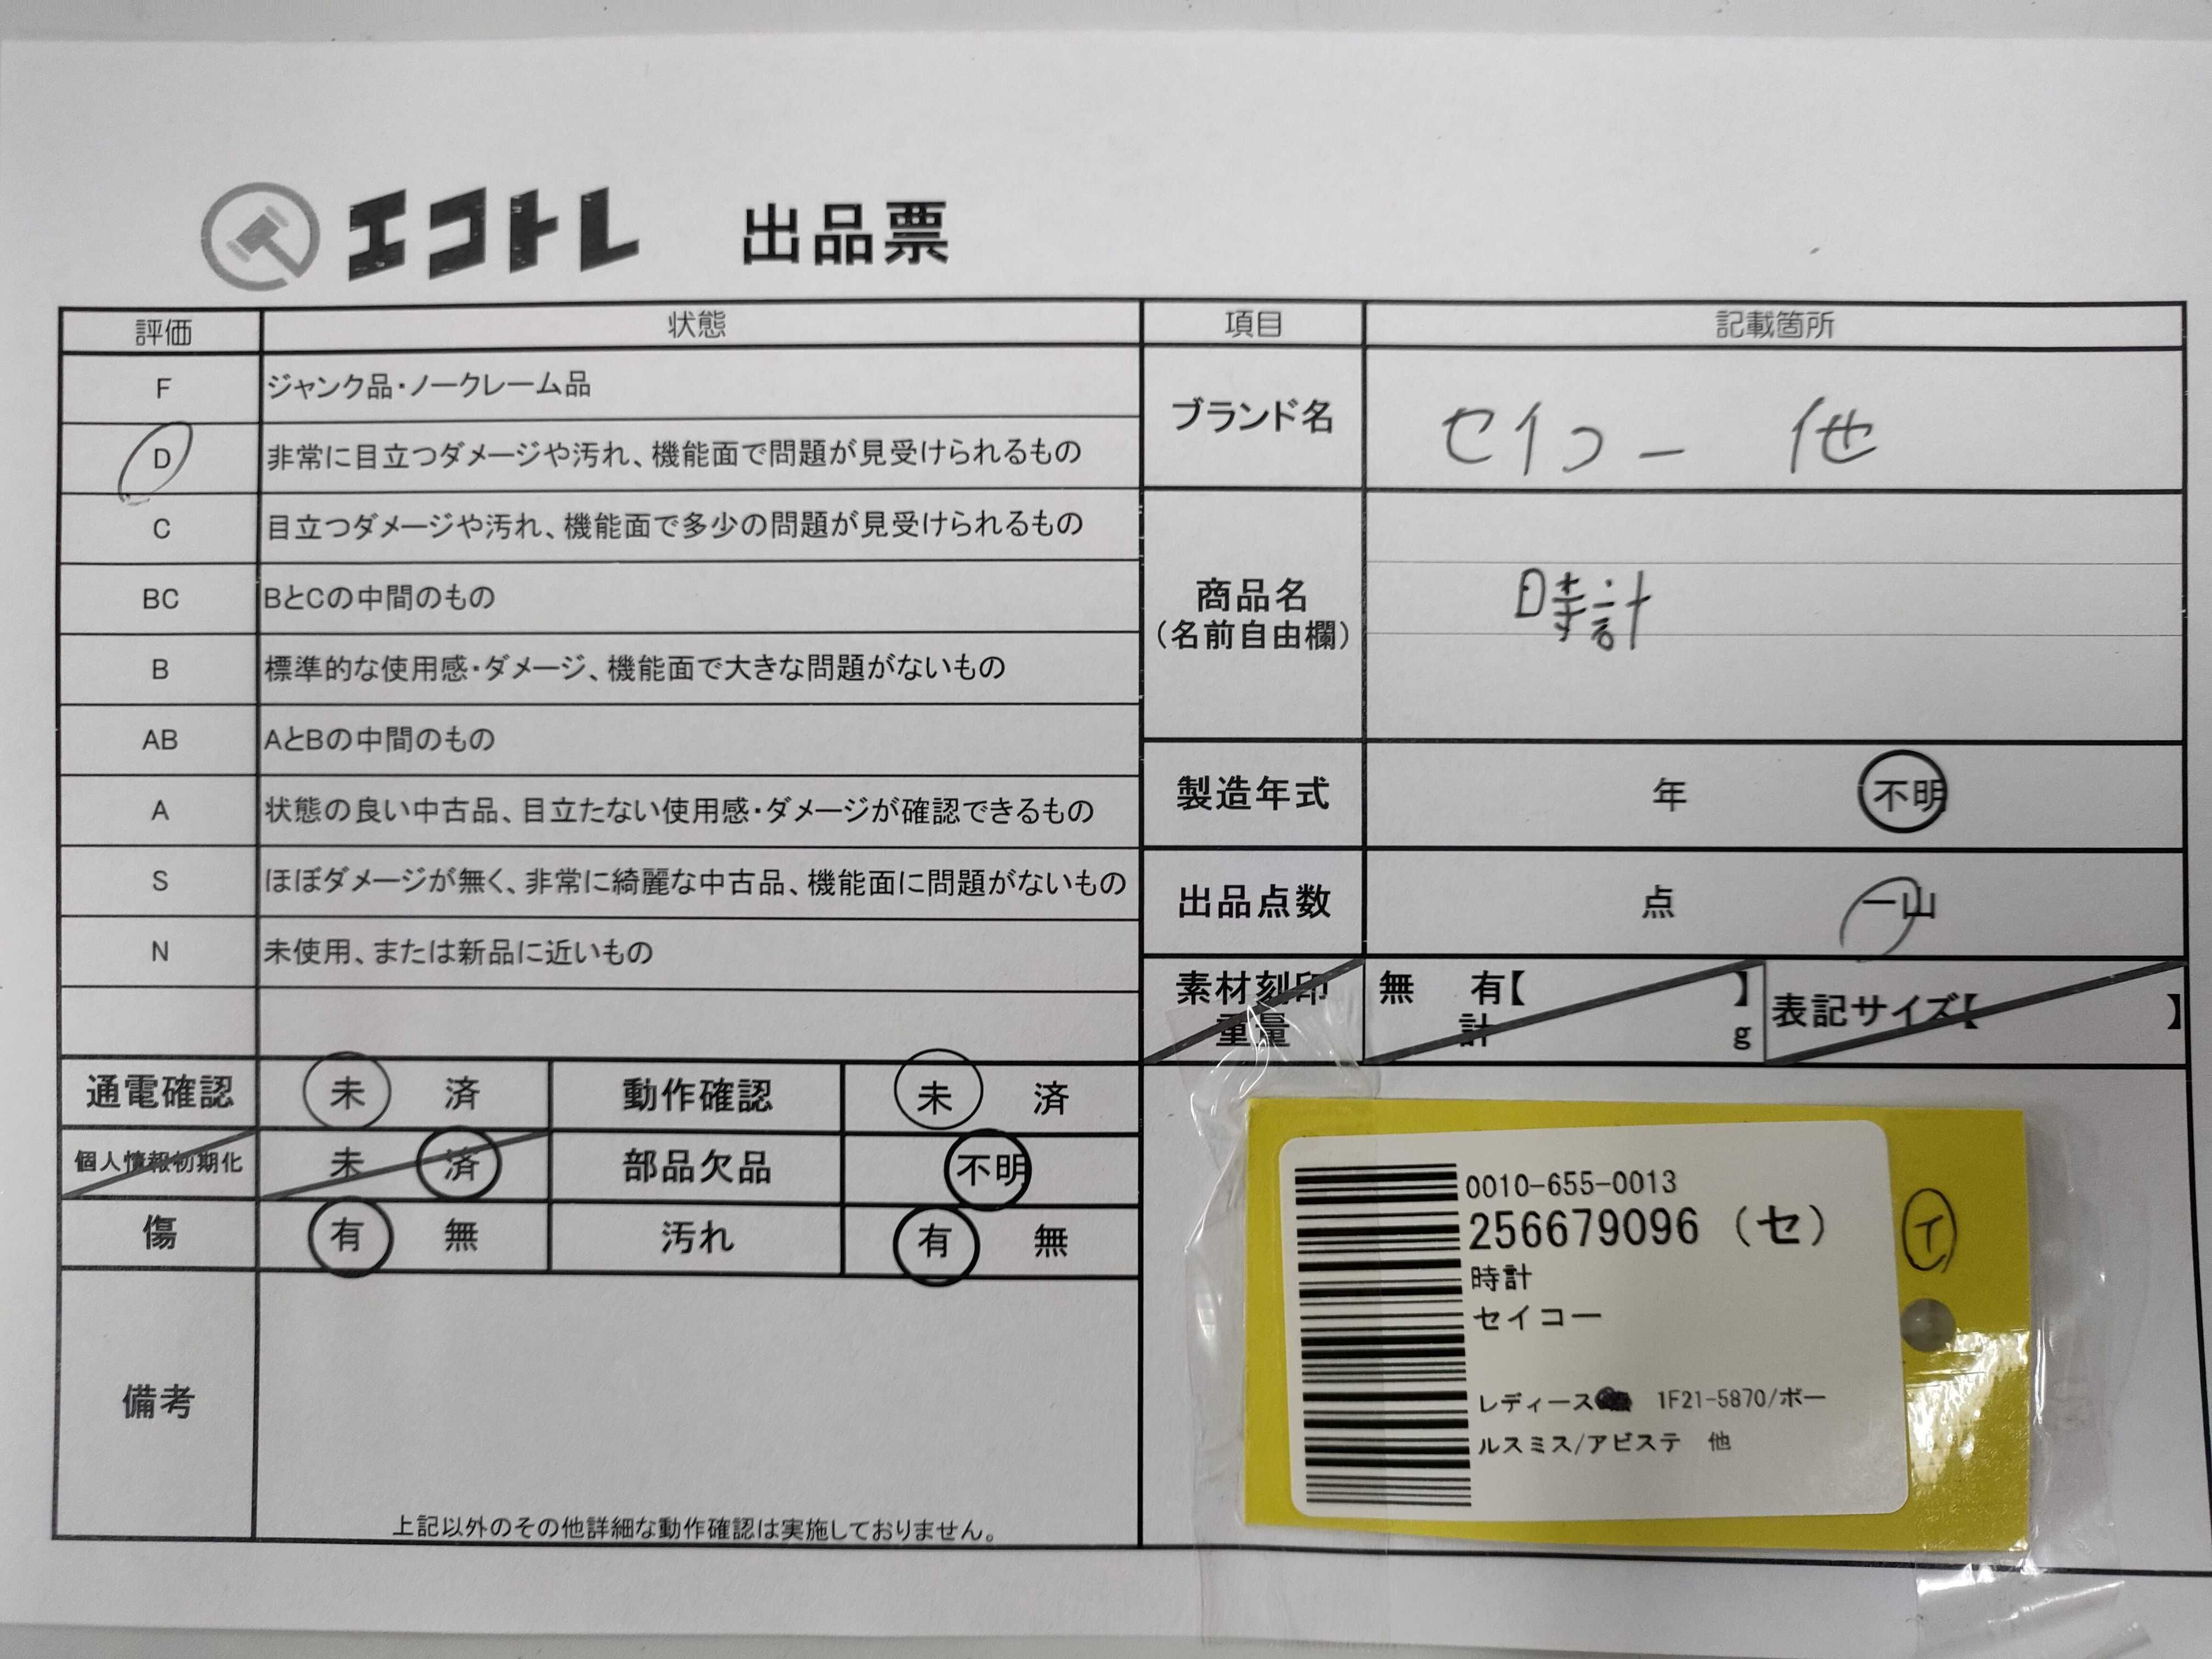 エコトレ 出品票
評価 状態 項目 記載箇所
F ジャンク品・ノークレーム品
D 非常に目立つダメージや汚れ、機能面で問題が見受けられるもの
C 目立つダメージや汚れ、機能面で多少の問題が見受けられるもの
BC BとCの中間のもの
B 標準的な使用感・ダメージ、機能面で大きな問題がないもの
AB AとBの中間のもの
A 状態の良い中古品、目立たない使用感・ダメージが確認できるもの
S ほぼダメージが無く、非常に綺麗な中古品、機能面に問題がないもの
N 未使用、または新品に近いもの
ブランド名 セイコー 他
商品名
(名前自由欄)
時計
製造年式 年 不明
出品点数 点 一山
素材刻印 無 有【 】 表記サイズ【 】
重量 計 g
通電確認 未 済 動作確認 未 済
個人情報初期化 未 済 部品欠品 不明
傷 有 無 汚れ 有 無
備考
上記以外のその他詳細な動作確認は実施しておりません。
0010-655-0013
256679096 (セ)
イ
時計
セイコー
レディース 1F21-5870/ボー
ルスミス/アビステ 他